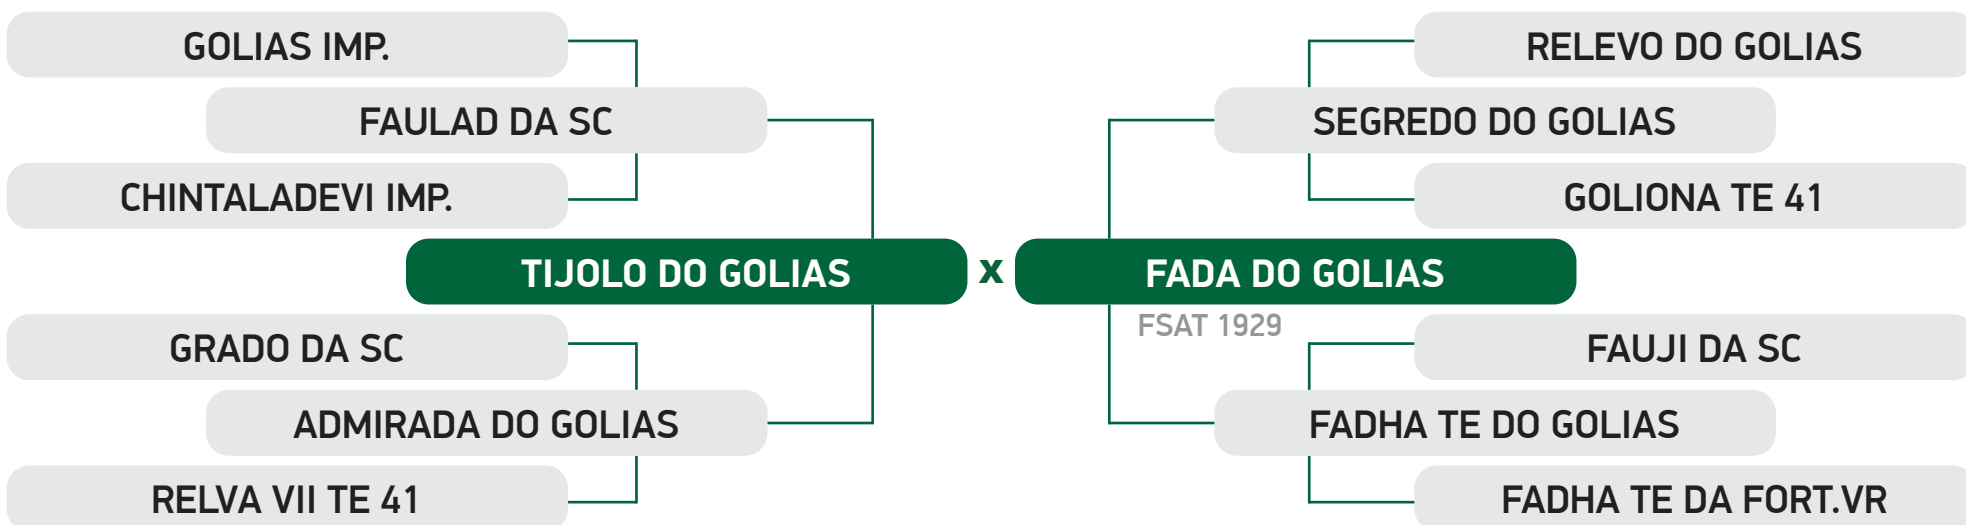 GOLIAS IMP.
RELEVO DO GOLIAS
FAULAD DA SC
SEGREDO DO GOLIAS
CHINTALADEVI IMP.
GOLIONA TE 41
TIJOLO DO GOLIAS x FADA DO GOLIAS
FSAT 1929
GRADO DA SC
FAUJI DA SC
ADMIRADA DO GOLIAS
FADHA TE DO GOLIAS
RELVA VII TE 41
FADHA TE DA FORT.VR